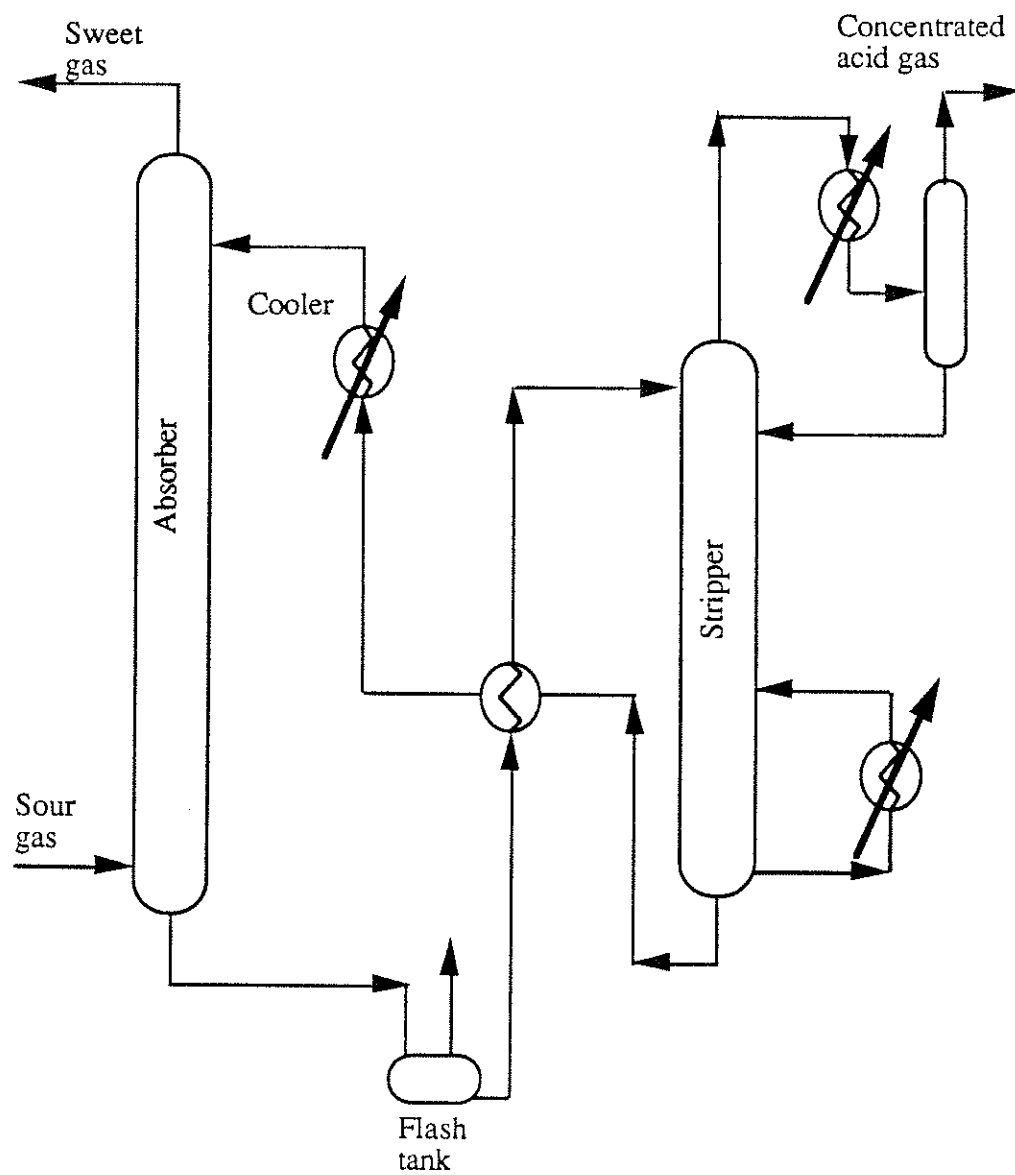 Sweet
gas
Concentrated
acid gas
Cooler
Absorber
Stripper
Sour
gas
Flash
tank